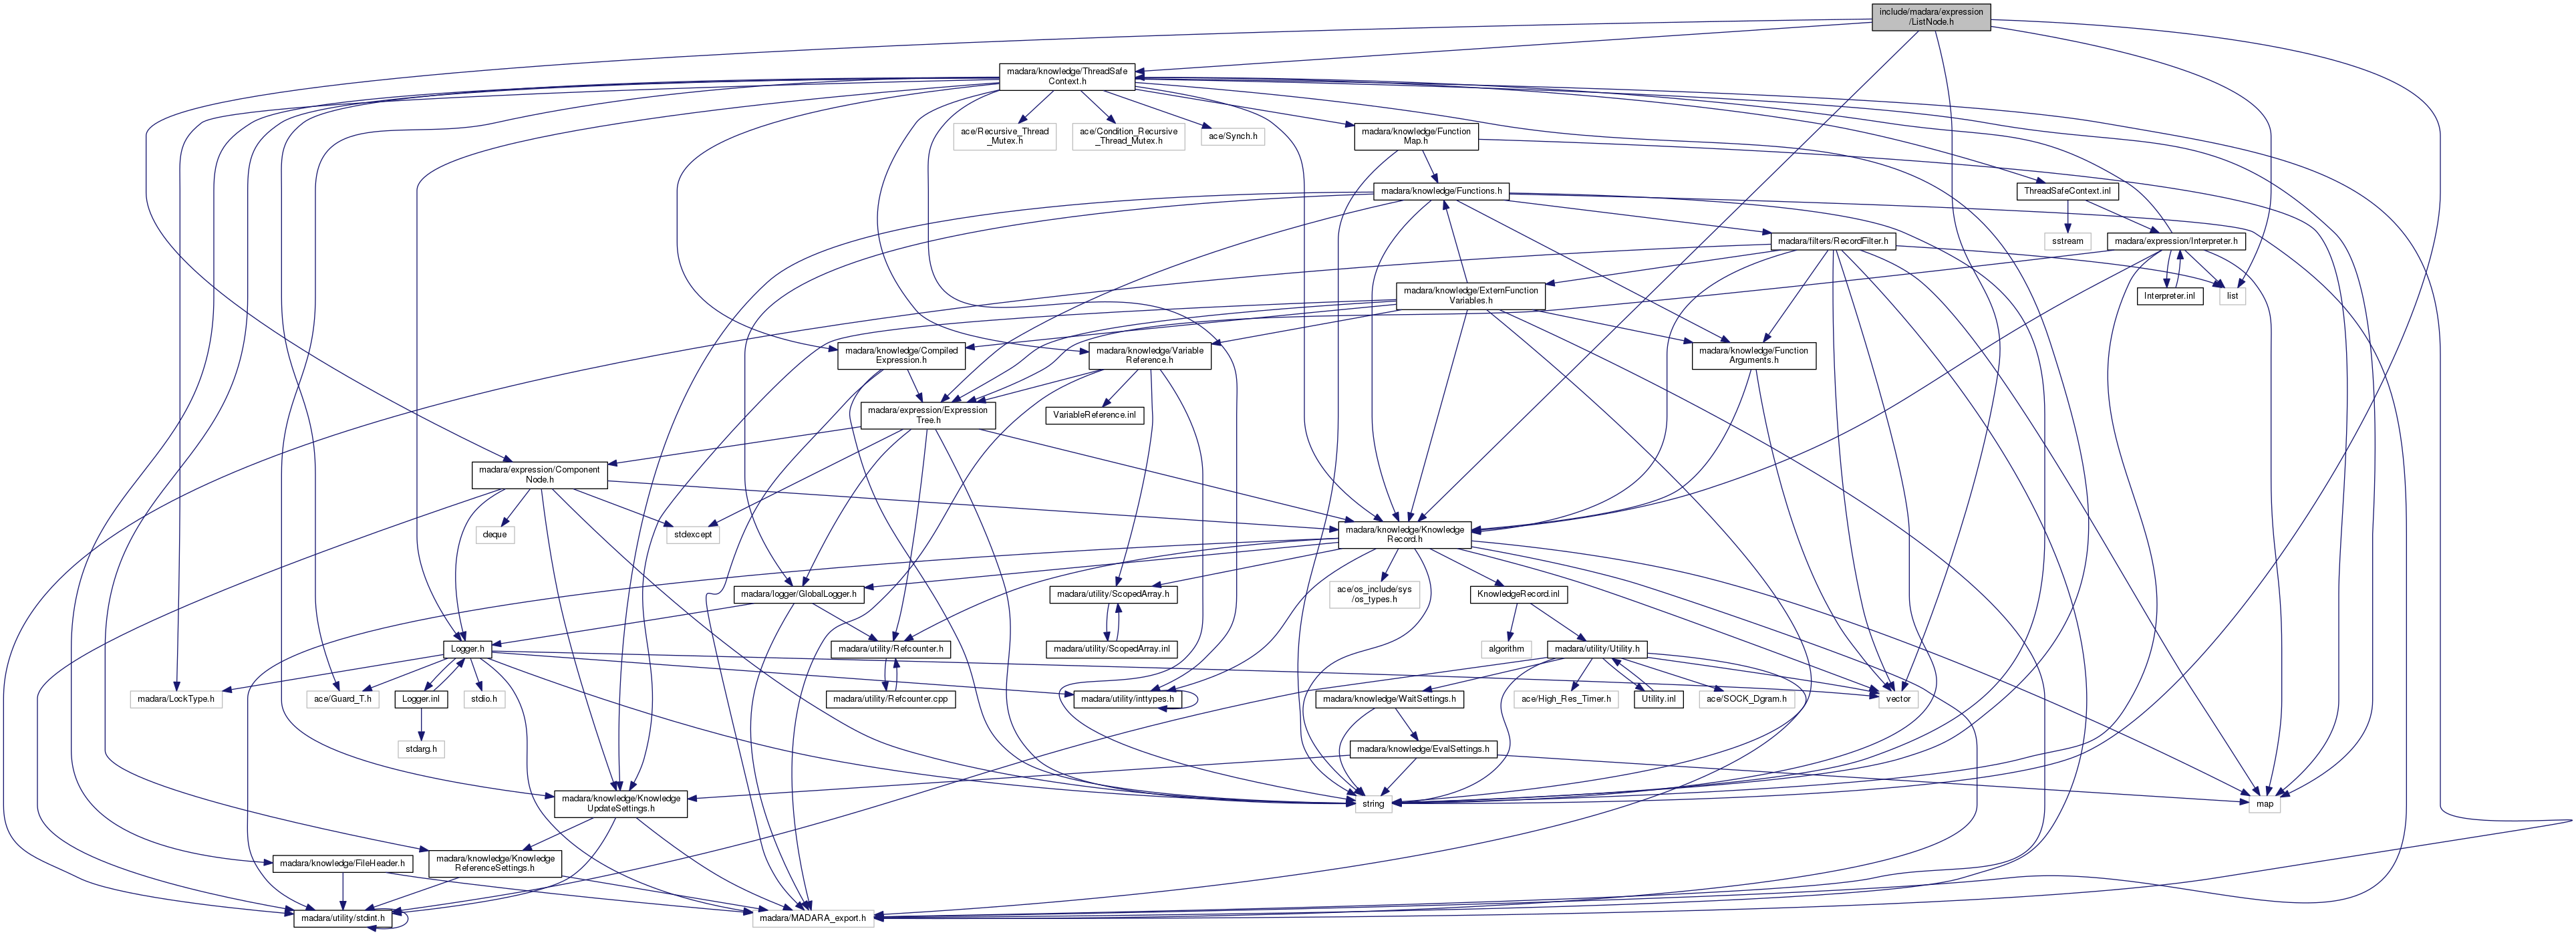 include/madara/expression
/ListNode.h
madara/knowledge/ThreadSafe
Context.h
ace/Recursive_Thread
_Mutex.h
ace/Condition_Recursive
_Thread_Mutex.h
ace/Synch.h
madara/knowledge/Function
Map.h
madara/knowledge/Functions.h
ThreadSafeContext.inl
madara/filters/RecordFilter.h
sstream
madara/expression/Interpreter.h
madara/knowledge/ExternFunction
Variables.h
Interpreter.inl
list
madara/knowledge/Compiled
Expression.h
madara/knowledge/Variable
Reference.h
madara/knowledge/Function
Arguments.h
madara/expression/Expression
Tree.h
VariableReference.inl
madara/expression/Component
Node.h
deque
stdexcept
madara/knowledge/Knowledge
Record.h
madara/logger/GlobalLogger.h
madara/utility/ScopedArray.h
ace/os_include/sys
/os_types.h
KnowledgeRecord.inl
Logger.h
madara/utility/Refcounter.h
madara/utility/ScopedArray.inl
algorithm
madara/utility/Utility.h
madara/LockType.h
ace/Guard_T.h
Logger.inl
stdio.h
madara/utility/Refcounter.cpp
madara/utility/inttypes.h
madara/knowledge/WaitSettings.h
ace/High_Res_Timer.h
Utility.inl
ace/SOCK_Dgram.h
vector
stdarg.h
madara/knowledge/EvalSettings.h
madara/knowledge/Knowledge
UpdateSettings.h
string
map
madara/knowledge/FileHeader.h
madara/knowledge/Knowledge
ReferenceSettings.h
madara/utility/stdint.h
madara/MADARA_export.h